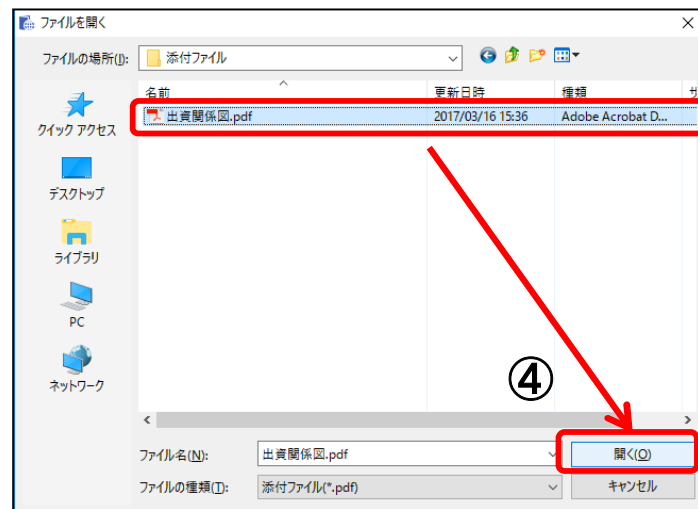 ファイルを開く
ファイルの場所(I): 添付ファイル
名前 更新日時 種類 サ
出資関係図.pdf 2017/03/16 15:36 Adobe Acrobat D...
クイック アクセス
デスクトップ
ライブラリ
PC
ネットワーク
④
ファイル名(N): 出資関係図.pdf 開く(O)
ファイルの種類(T): 添付ファイル(*.pdf) キャンセル